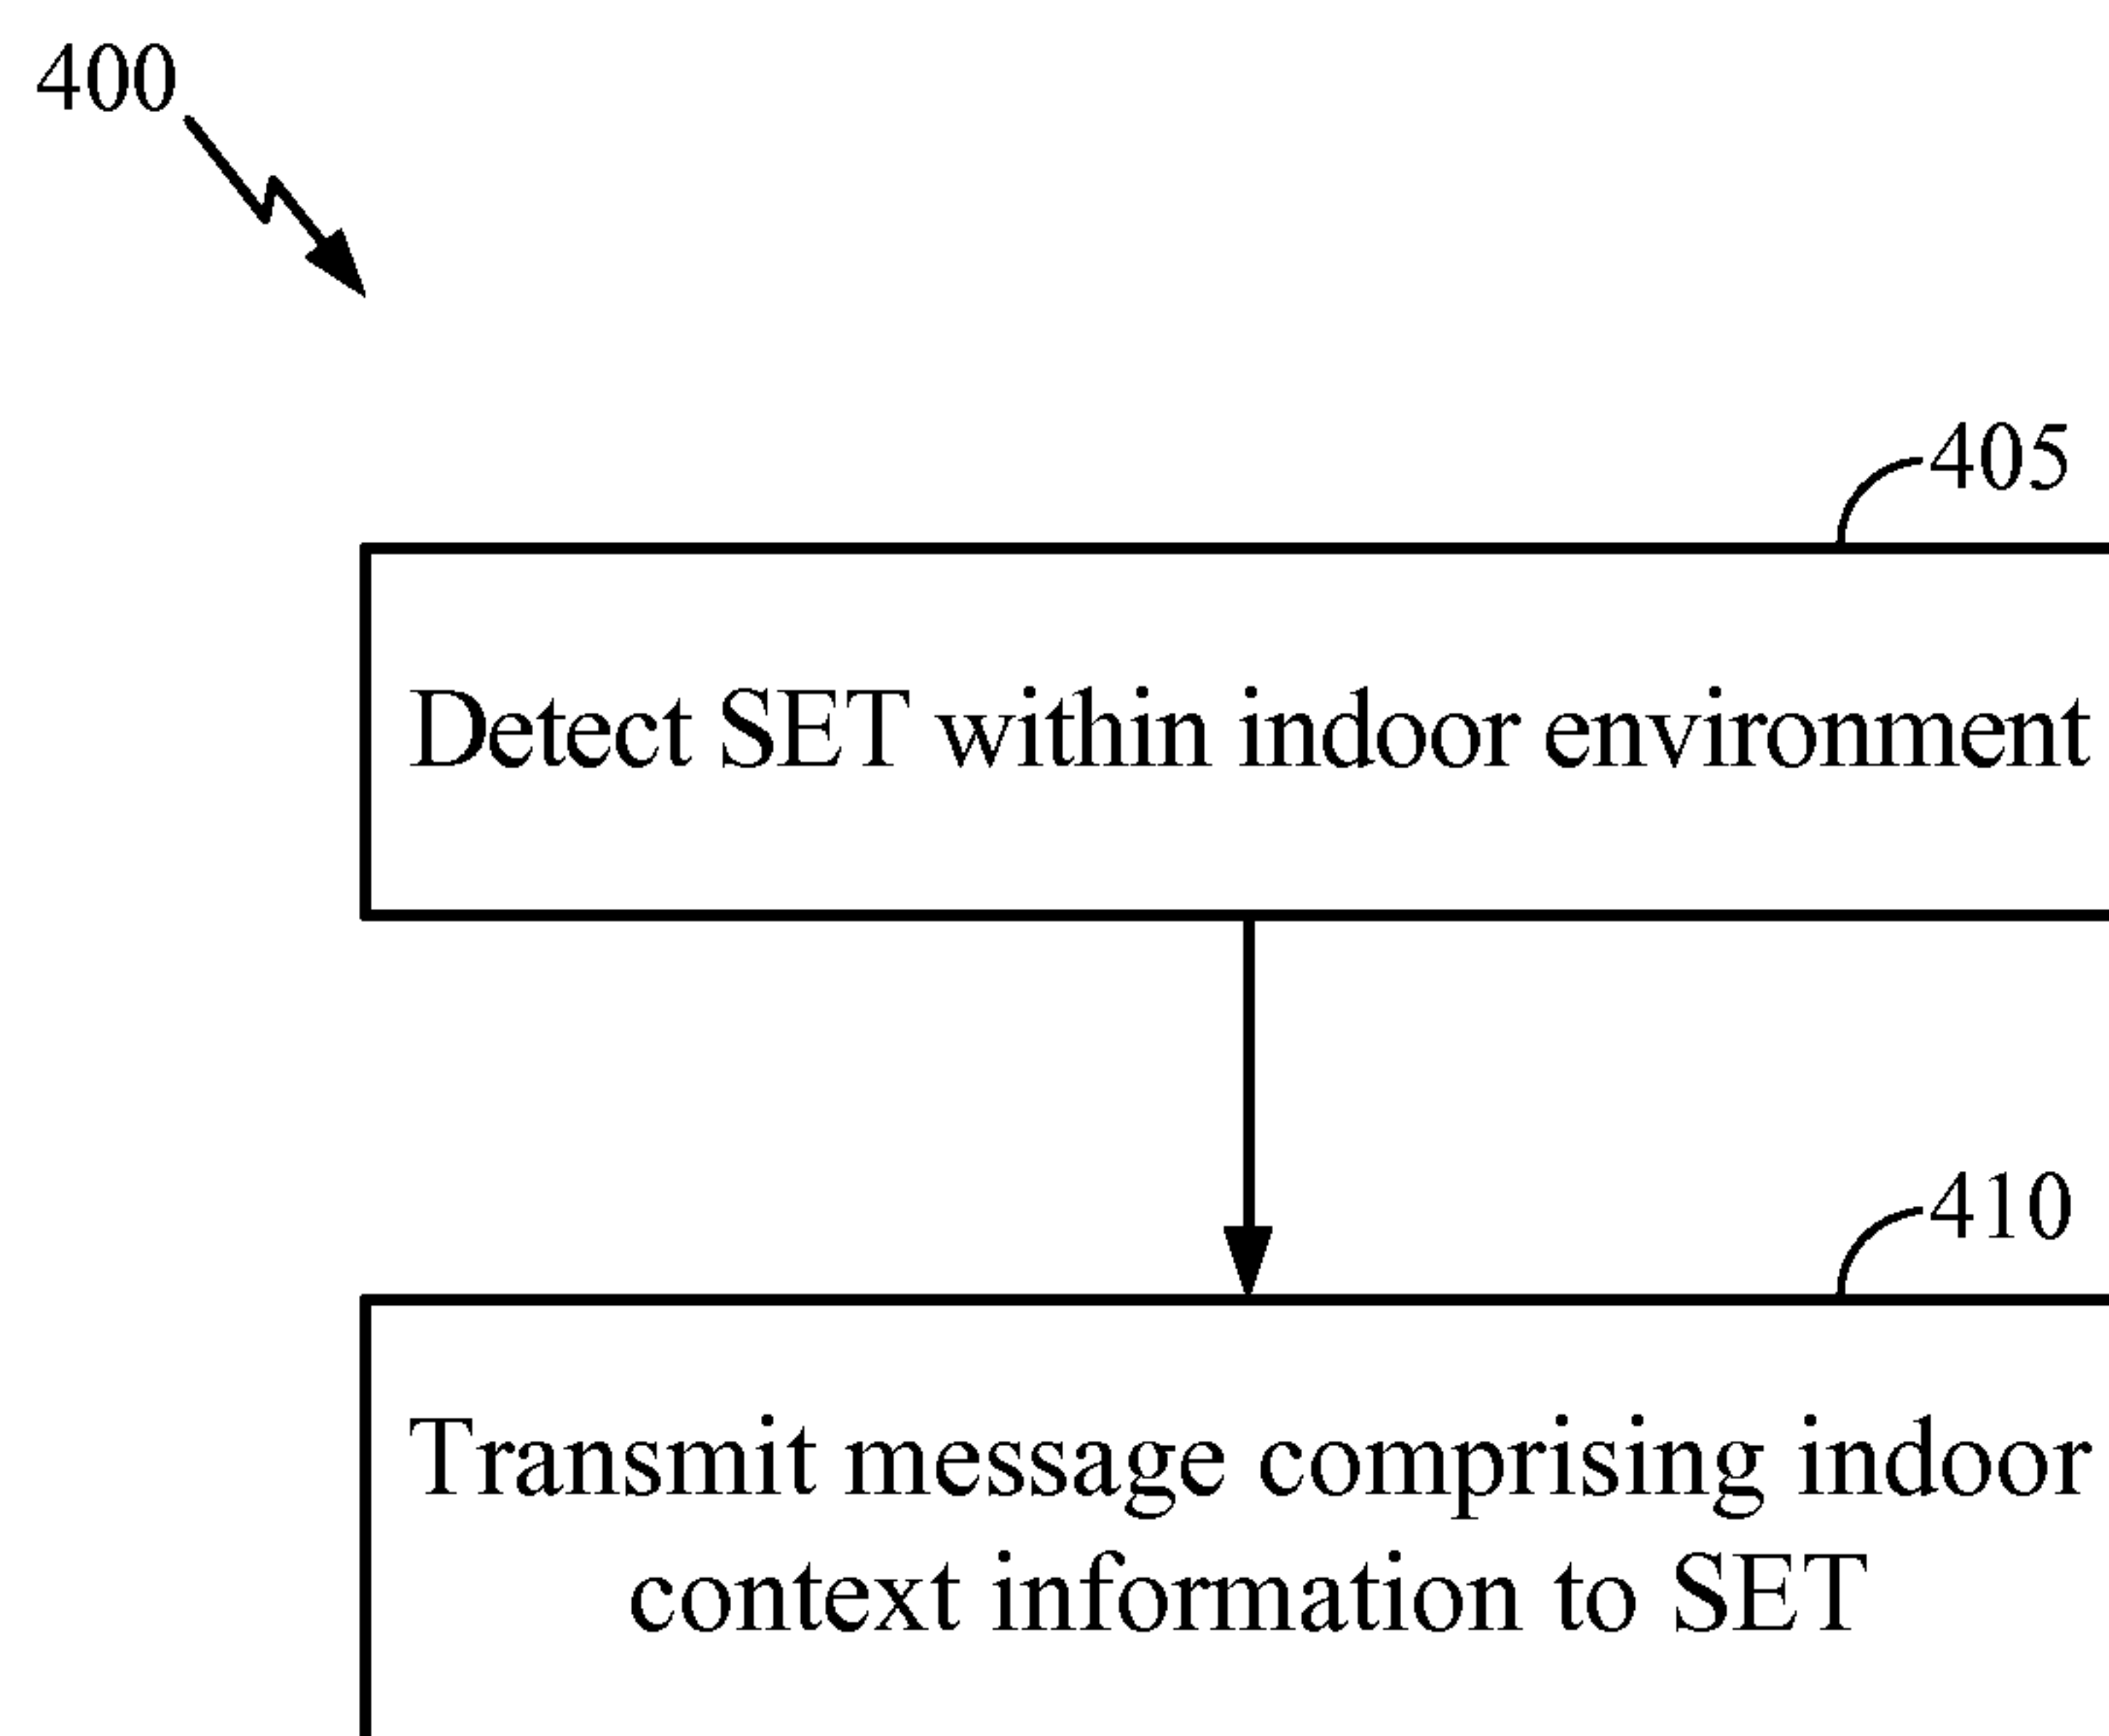 400
405
Detect SET within indoor environment
410
Transmit message comprising indoor
context information to SET